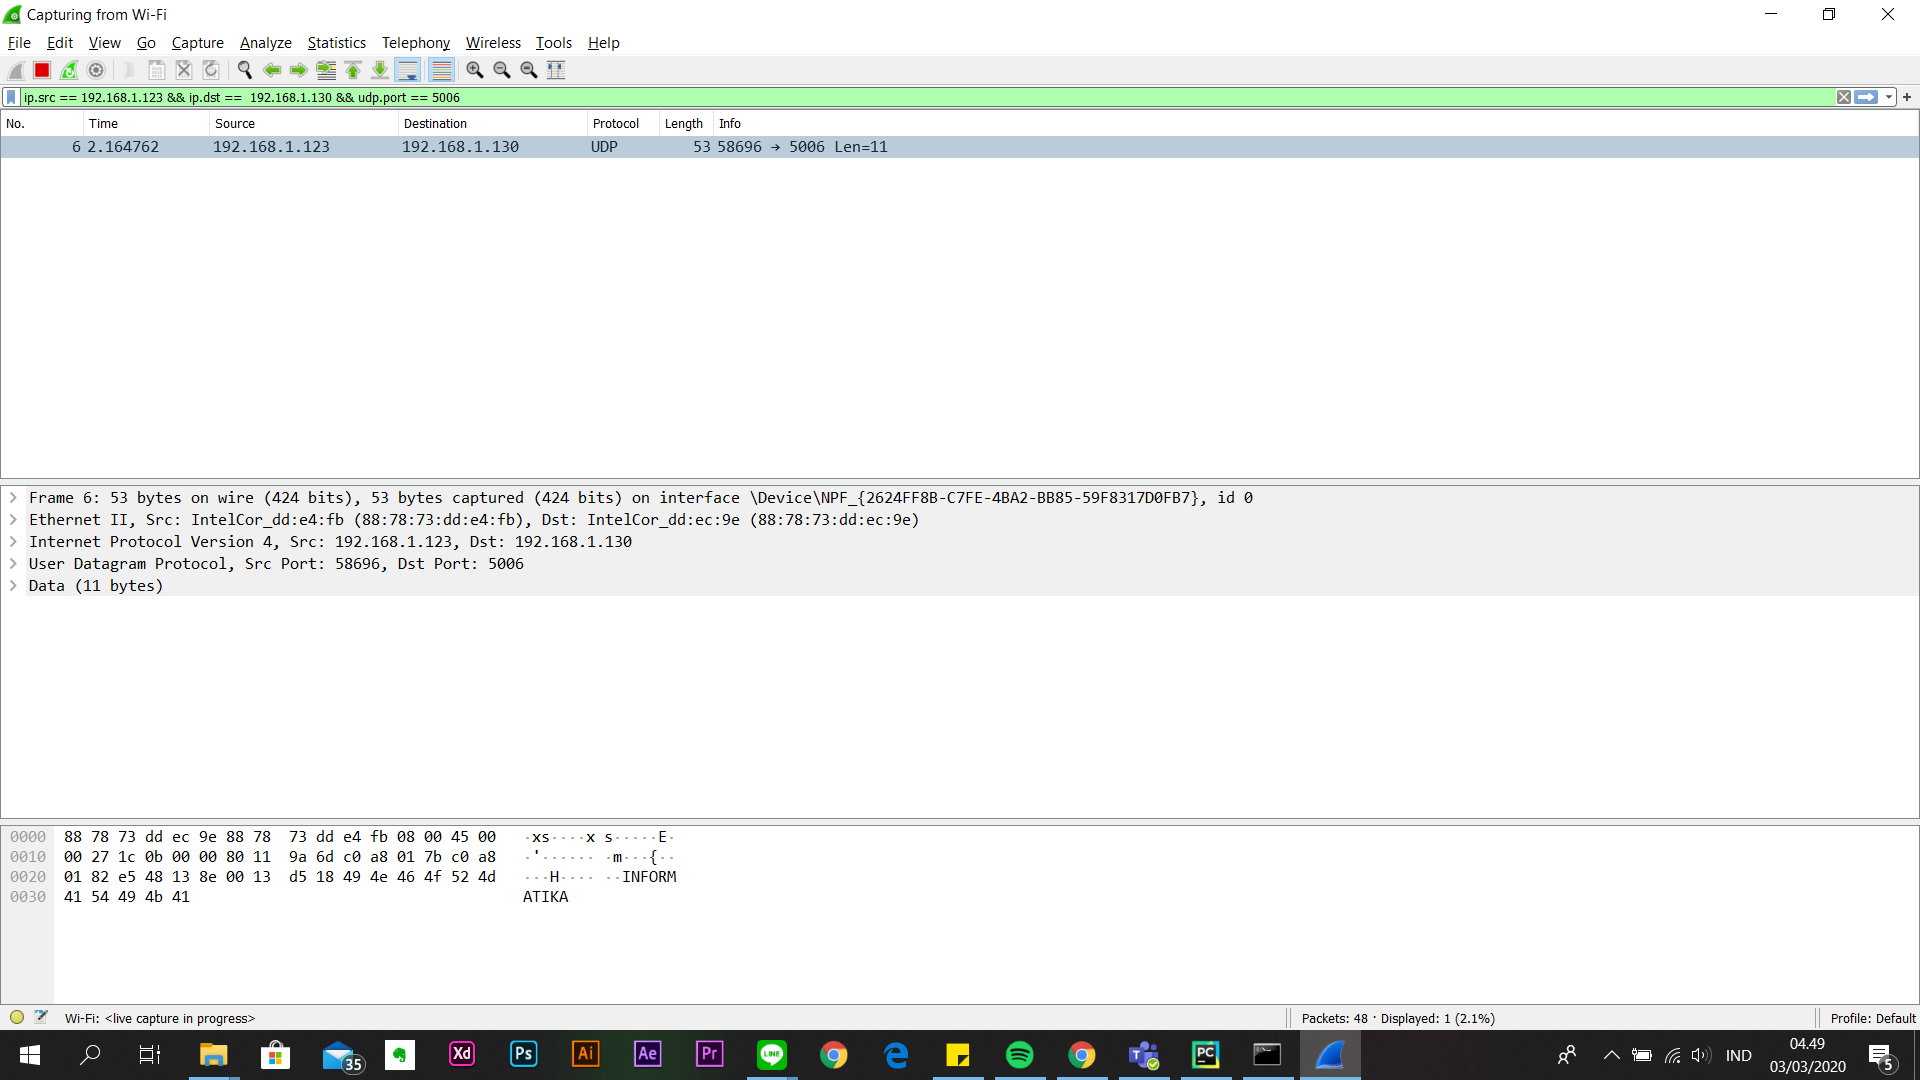 Capturing from Wi-Fi
File Edit View Go Capture Analyze Statistics Telephony Wireless Tools Help
ip.src == 192.168.1.123 && ip.dst ==  192.168.1.130 && udp.port == 5006
No. Time Source Destination Protocol Length Info
6 2.164762 192.168.1.123 192.168.1.130 UDP 53 58696 → 5006 Len=11
Frame 6: 53 bytes on wire (424 bits), 53 bytes captured (424 bits) on interface \Device\NPF_{2624FF8B-C7FE-4BA2-BB85-59F8317D0FB7}, id 0
Ethernet II, Src: IntelCor_dd:e4:fb (88:78:73:dd:e4:fb), Dst: IntelCor_dd:ec:9e (88:78:73:dd:ec:9e)
Internet Protocol Version 4, Src: 192.168.1.123, Dst: 192.168.1.130
User Datagram Protocol, Src Port: 58696, Dst Port: 5006
Data (11 bytes)
0000 88 78 73 dd ec 9e 88 78 73 dd e4 fb 08 00 45 00 ·xs····x s·····E·
0010 00 27 1c 0b 00 00 80 11 9a 6d c0 a8 01 7b c0 a8 ·'······ ·m···{··
0020 01 82 e5 48 13 8e 00 13 d5 18 49 4e 46 4f 52 4d ···H···· ··INFORM
0030 41 54 49 4b 41 ATIKA
Wi-Fi: <live capture in progress> Packets: 48 · Displayed: 1 (2.1%) Profile: Default
35 Xd Ps Ai Ae Pr LINE PC IND 04.49 5
03/03/2020